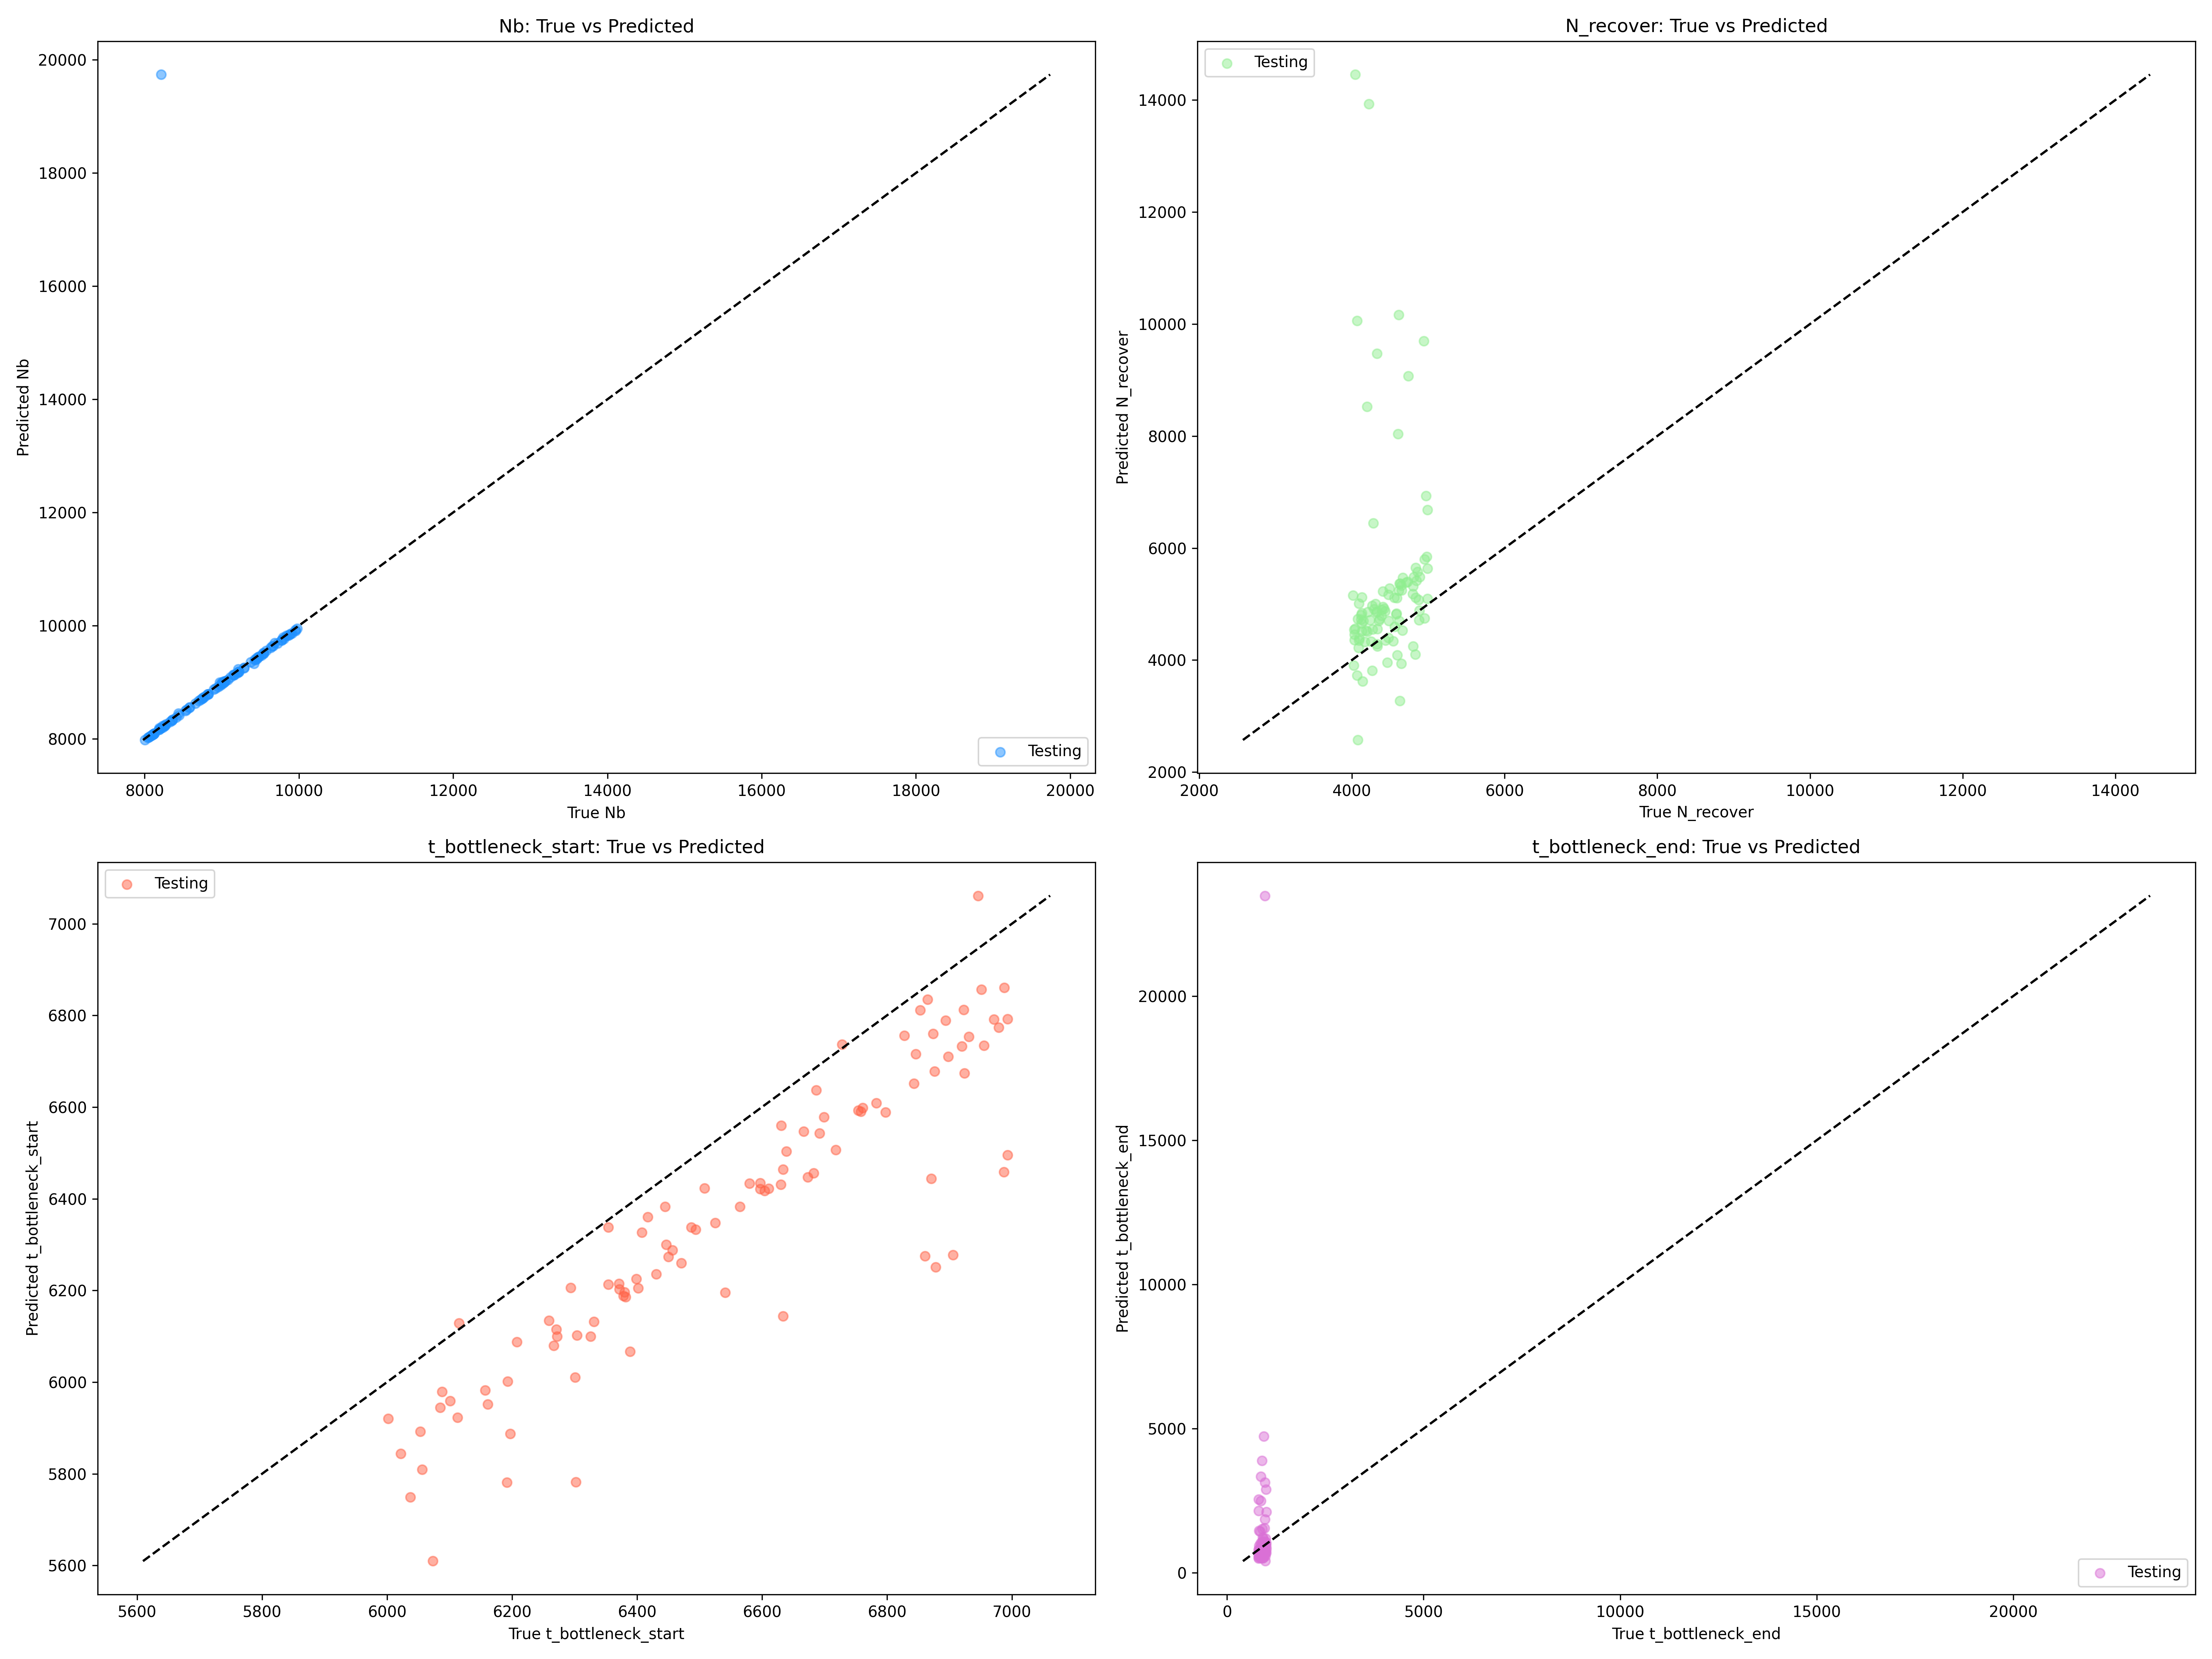 Nb: True vs Predicted
20000
18000
16000
14000
12000
10000
8000
Predicted Nb
8000 10000 12000 14000 16000 18000 20000
True Nb
Testing
N_recover: True vs Predicted
Testing
14000
12000
10000
8000
6000
4000
2000
Predicted N_recover
2000 4000 6000 8000 10000 12000 14000
True N_recover
t_bottleneck_start: True vs Predicted
Testing
7000
6800
6600
6400
6200
6000
5800
5600
Predicted t_bottleneck_start
5600 5800 6000 6200 6400 6600 6800 7000
True t_bottleneck_start
t_bottleneck_end: True vs Predicted
20000
15000
10000
5000
0
Predicted t_bottleneck_end
0 5000 10000 15000 20000
True t_bottleneck_end
Testing